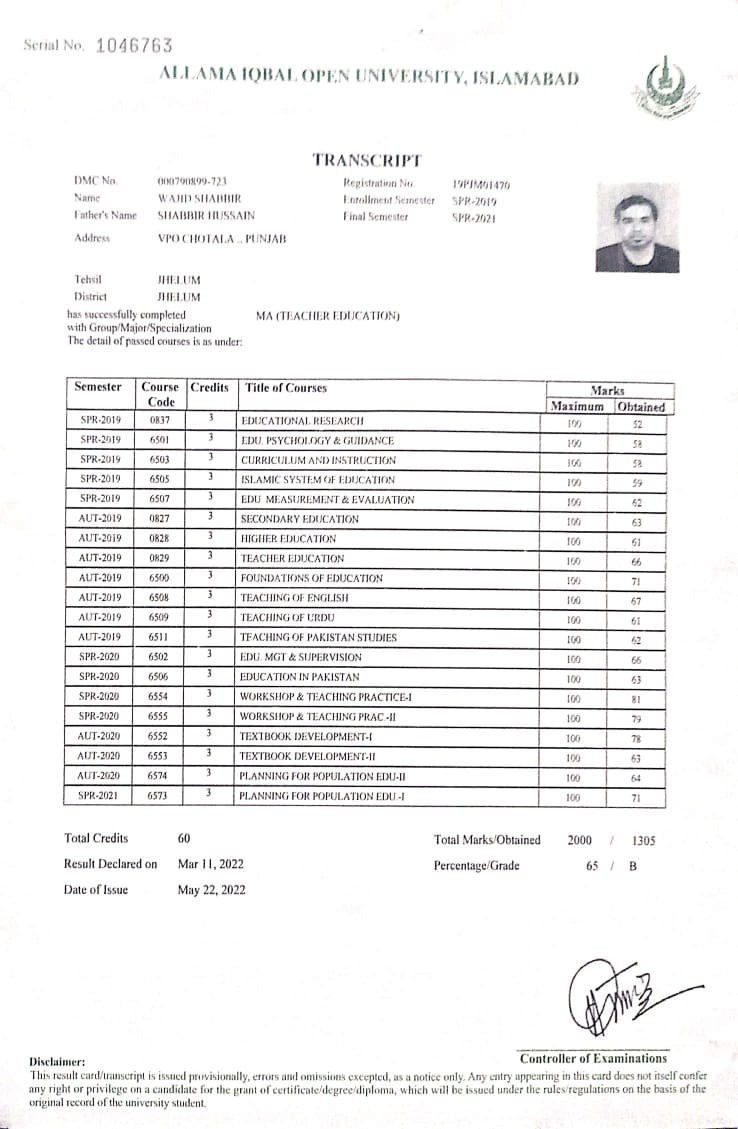 Serial No. 1046763
ALLAMA IQBAL OPEN UNIVERSITY, ISLAMABAD
TRANSCRIPT
DMC No. 000790899-723 Registration No. 19PJM01470
Name WAJID SHABBIR Enrollment Semester SPR-2019
Father's Name SHABBIR HUSSAIN Final Semester SPR-2021
Address VPO CHOTALA .. PUNJAB
Tehsil JHELUM
District JHELUM
has successfully completed MA (TEACHER EDUCATION)
with Group/Major/Specialization
The detail of passed courses is as under:
Semester Course Code Credits Title of Courses Marks
Maximum Obtained
SPR-2019 0837 3 EDUCATIONAL RESEARCH 100 52
SPR-2019 6501 3 EDU. PSYCHOLOGY & GUIDANCE 100 58
SPR-2019 6503 3 CURRICULUM AND INSTRUCTION 100 58
SPR-2019 6505 3 ISLAMIC SYSTEM OF EDUCATION 100 59
SPR-2019 6507 3 EDU MEASUREMENT & EVALUATION 100 62
AUT-2019 0827 3 SECONDARY EDUCATION 100 63
AUT-2019 0828 3 HIGHER EDUCATION 100 61
AUT-2019 0829 3 TEACHER EDUCATION 100 66
AUT-2019 6500 3 FOUNDATIONS OF EDUCATION 100 71
AUT-2019 6508 3 TEACHING OF ENGLISH 100 67
AUT-2019 6509 3 TEACHING OF URDU 100 61
AUT-2019 6511 3 TEACHING OF PAKISTAN STUDIES 100 62
SPR-2020 6502 3 EDU. MGT & SUPERVISION 100 66
SPR-2020 6506 3 EDUCATION IN PAKISTAN 100 63
SPR-2020 6554 3 WORKSHOP & TEACHING PRACTICE-I 100 81
SPR-2020 6555 3 WORKSHOP & TEACHING PRAC.-II 100 79
AUT-2020 6552 3 TEXTBOOK DEVELOPMENT-I 100 78
AUT-2020 6553 3 TEXTBOOK DEVELOPMENT-II 100 63
AUT-2020 6574 3 PLANNING FOR POPULATION EDU-II 100 64
SPR-2021 6573 3 PLANNING FOR POPULATION EDU.-I 100 71
Total Credits 60 Total Marks/Obtained 2000 / 1305
Result Declared on Mar 11, 2022 Percentage/Grade 65 / B
Date of Issue May 22, 2022
Controller of Examinations
Disclaimer:
This result card/transcript is issued provisionally, errors and omissions excepted, as a notice only. Any entry appearing in this card does not itself confer
any right or privilege on a candidate for the grant of certificate/degree/diploma, which will be issued under the rules/regulations on the basis of the
original record of the university student.